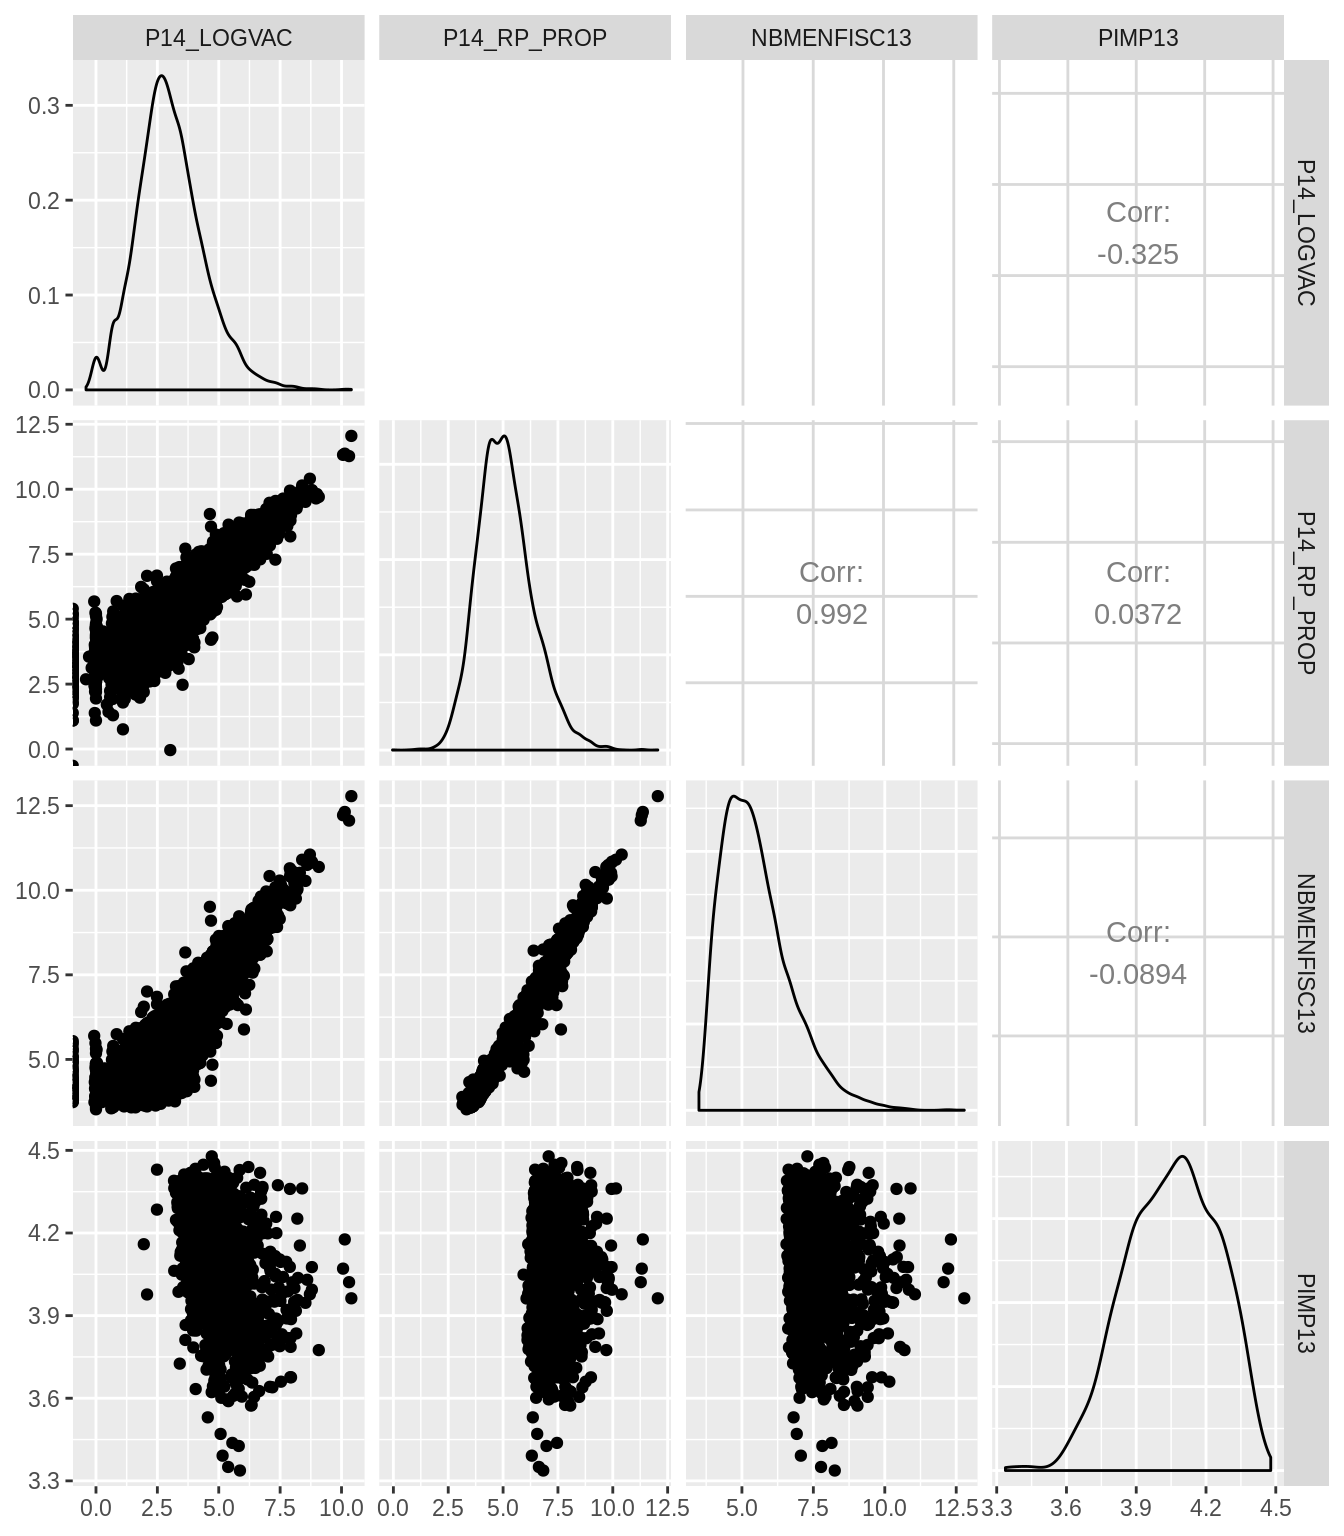 P14_LOGVAC P14_RP_PROP NBMENFISC13 PIMP13
0.3
0.2
0.1
0.0
Corr:
-0.325
P14_LOGVAC
12.5
10.0
7.5
5.0
2.5
0.0
Corr:
0.992
Corr:
0.0372
P14_RP_PROP
12.5
10.0
7.5
5.0
Corr:
-0.0894
NBMENFISC13
4.5
4.2
3.9
3.6
3.3
PIMP13
0.0 2.5 5.0 7.5 10.0 0.0 2.5 5.0 7.5 10.0 12.5 5.0 7.5 10.0 12.5 3.3 3.6 3.9 4.2 4.5